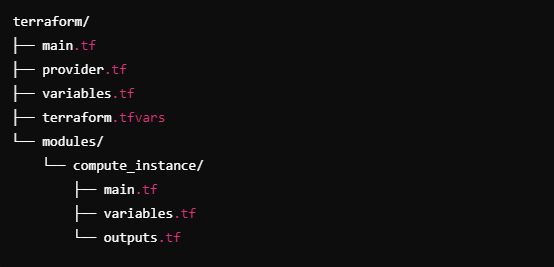 terraform/
├── main.tf
├── provider.tf
├── variables.tf
├── terraform.tfvars
└── modules/
    └── compute_instance/
        ├── main.tf
        ├── variables.tf
        └── outputs.tf